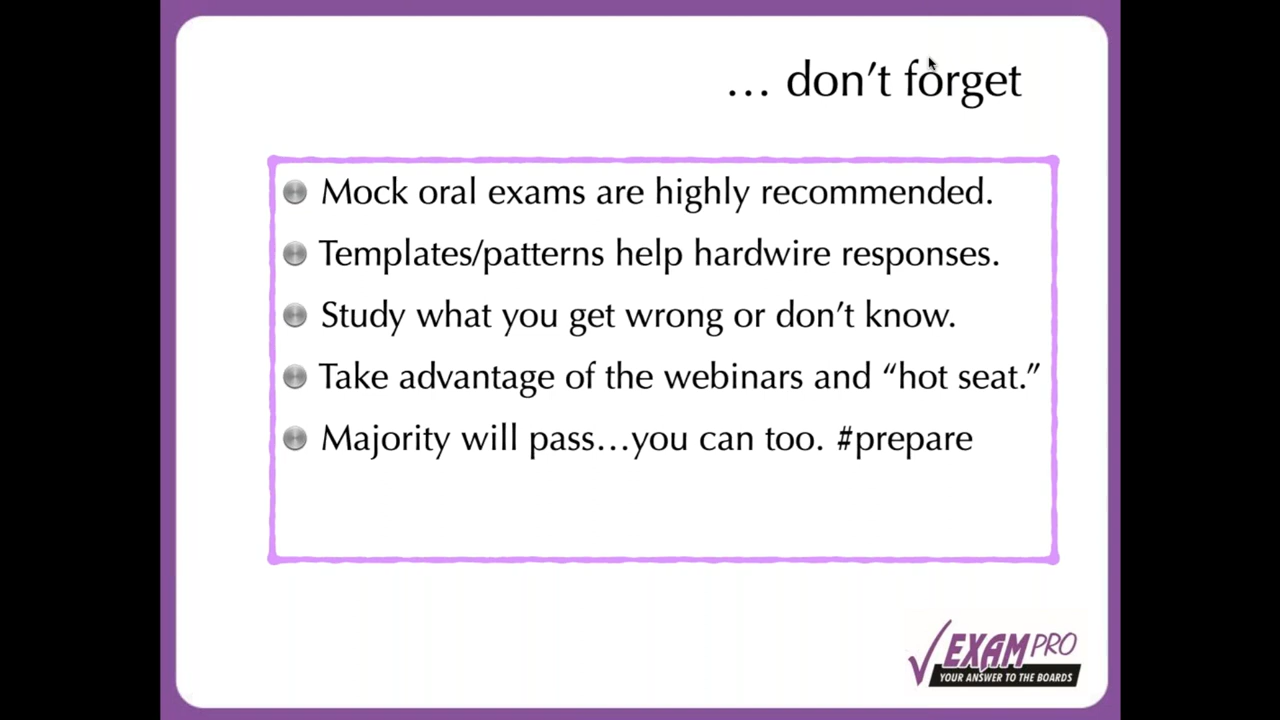 … don’t forget
Mock oral exams are highly recommended.
Templates/patterns help hardwire responses.
Study what you get wrong or don’t know.
Take advantage of the webinars and “hot seat.”
Majority will pass…you can too. #prepare
EXAMPRO
YOUR ANSWER TO THE BOARDS